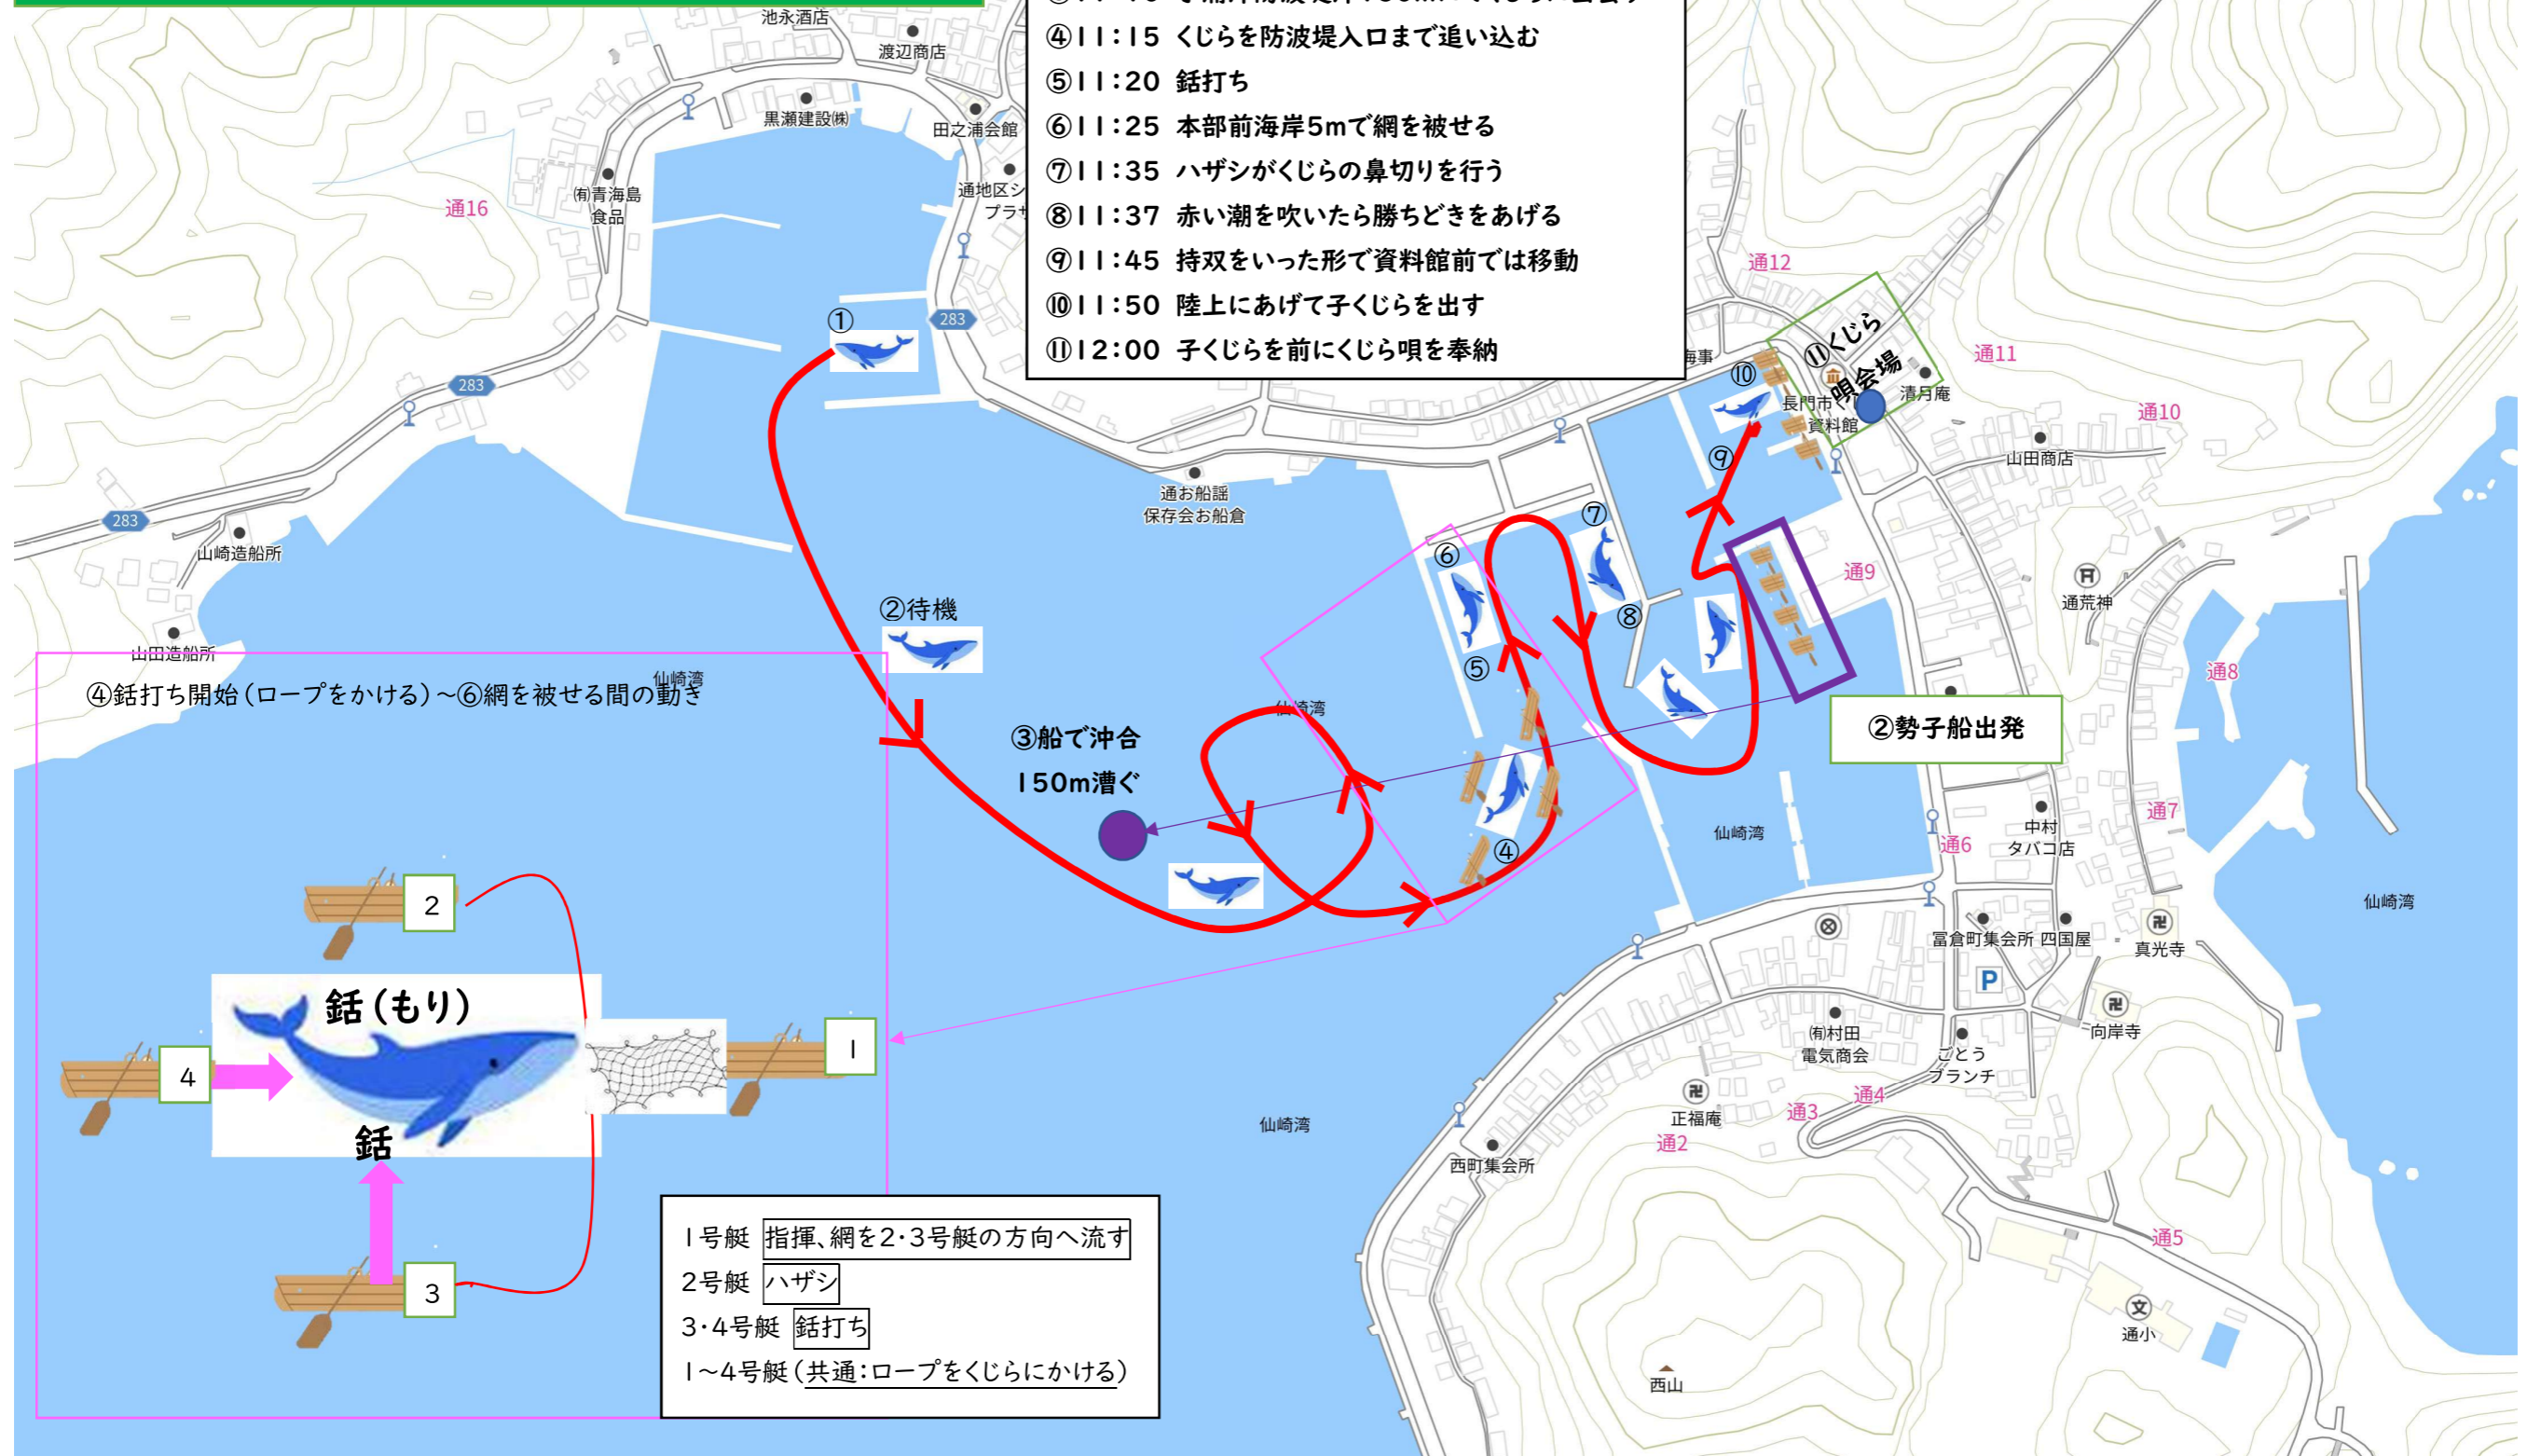 ④11:15 くじらを防波堤入口まで追い込む
⑤11:20 銛打ち
⑥11:25 本部前海岸5mで網を被せる
⑦11:35 ハザシがくじらの鼻切りを行う
⑧11:37 赤い潮を吹いたら勝ちどきをあげる
⑨11:45 持双をいった形で資料館前では移動
⑩11:50 陸上にあげて子くじらを出す
⑪12:00 子くじらを前にくじら唄を奉納
池永酒店
渡辺商店
黒瀬建設㈱
田之浦会館
㈲青海島
食品
通16
通地区シ
プラザ
①
283
283
283
山崎造船所
山田造船所
通お船謡
保存会お船倉
②待機
仙崎湾
④銛打ち開始(ロープをかける)~⑥網を被せる間の動き
③船で沖合
150m漕ぐ
仙崎湾
④
⑤
⑥
⑦
⑧
⑨
⑩
海事
⑪くじら
唄会場
長門市く
資料館
清月庵
通12
通11
通10
山田商店
通9
通荒神
通8
②勢子船出発
通7
中村
タバコ店
通6
仙崎湾
仙崎湾
冨倉町集会所
四国屋
真光寺
P
向岸寺
㈲村田
電気商会
ごとう
ブランチ
正福庵
通4
通3
通2
仙崎湾
西町集会所
通5
文
通小
西山
2
銛(もり)
1
4
銛
3
1号艇 指揮、網を2・3号艇の方向へ流す
2号艇 ハザシ
3・4号艇 銛打ち
1~4号艇(共通:ロープをくじらにかける)